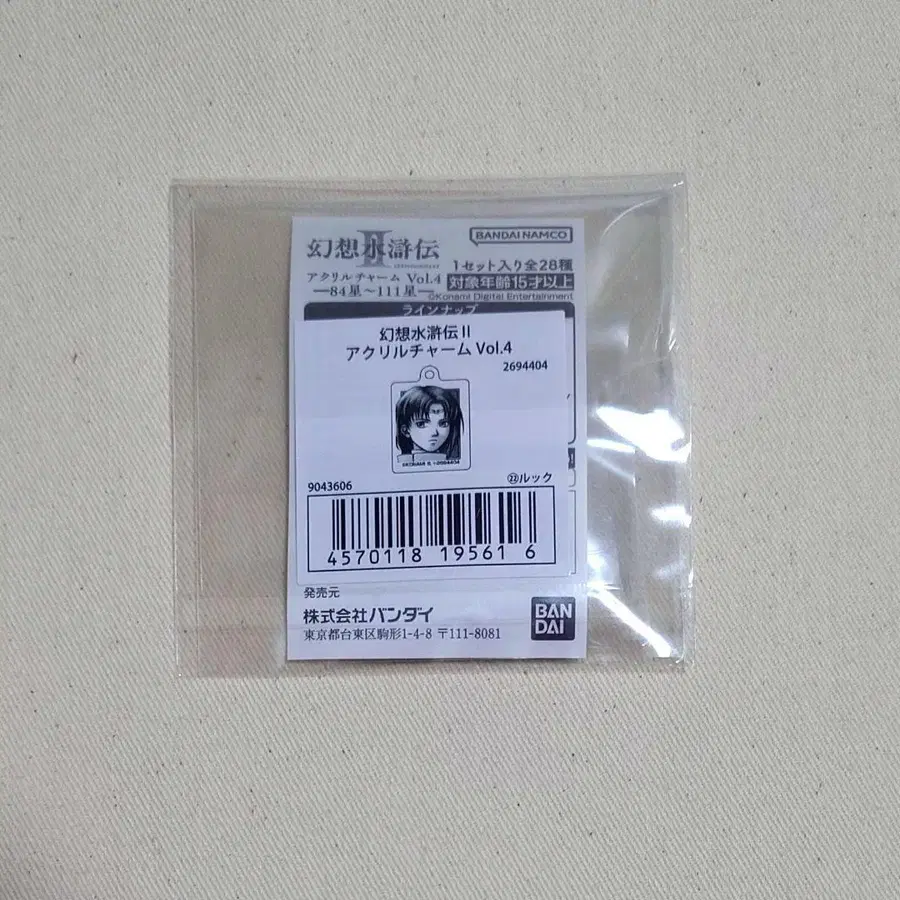 幻想水滸伝
II
BANDAI NAMCO
アクリルチャーム Vol.4
―84星～111星―
1セット入り全28種
対象年齢15才以上
©Konami Digital Entertainment
ラインナップ
幻想水滸伝II
アクリルチャーム Vol.4
2694404
9043606
㉒ルック
4570118 19561 6
発売元
株式会社バンダイ
東京都台東区駒形1-4-8 〒111-8081
BAN
DAI